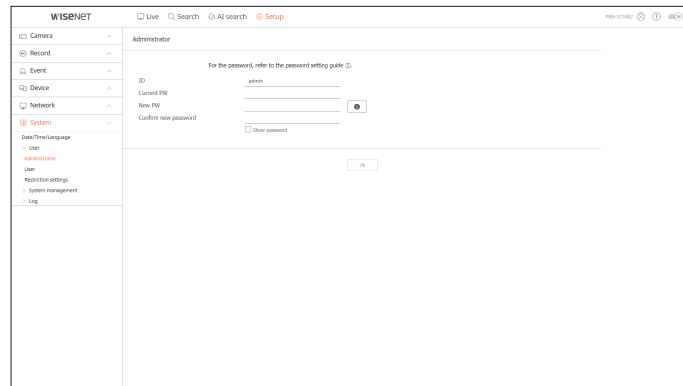 WISENET
Live Search AI search Setup
PRN-3210B2
Camera
Record
Event
Device
Network
System
Date/Time/Language
User
Administrator
User
Restriction settings
System management
Log
Administrator
For the password, refer to the password setting guide
ID admin
Current PW
New PW
Confirm new password
Show password
Ok